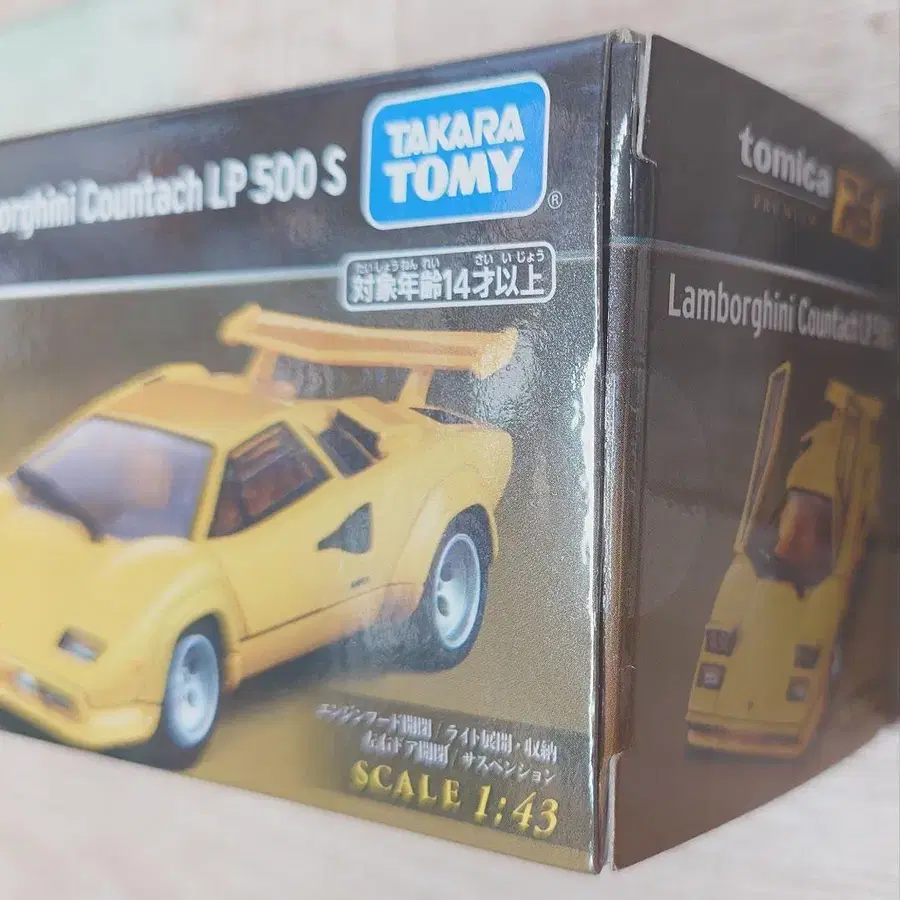 orghini Countach LP 500 S
TAKARA
TOMY
®
たいしょうねんれい さいいじょう
対象年齢14才以上
エンジンフード開閉/ライト展開・収納
左右ドア開閉/サスペンション
SCALE 1:43
tomica
PREMIUM
Lamborghini Countach LP 500 S